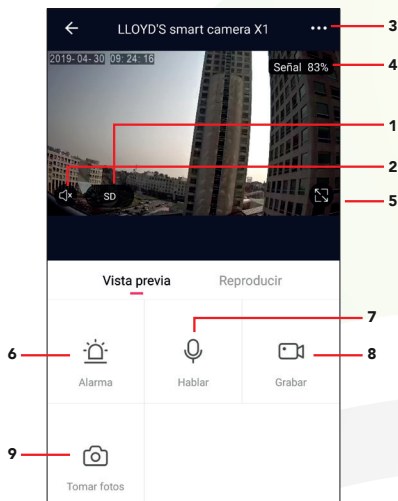 LLOYD'S smart camera X1
3
2019-04-30 09:24:16
Señal 83%
4
1
2
SD
5
Vista previa
Reproducir
7
6
8
Alarma
Hablar
Grabar
9
Tomar fotos